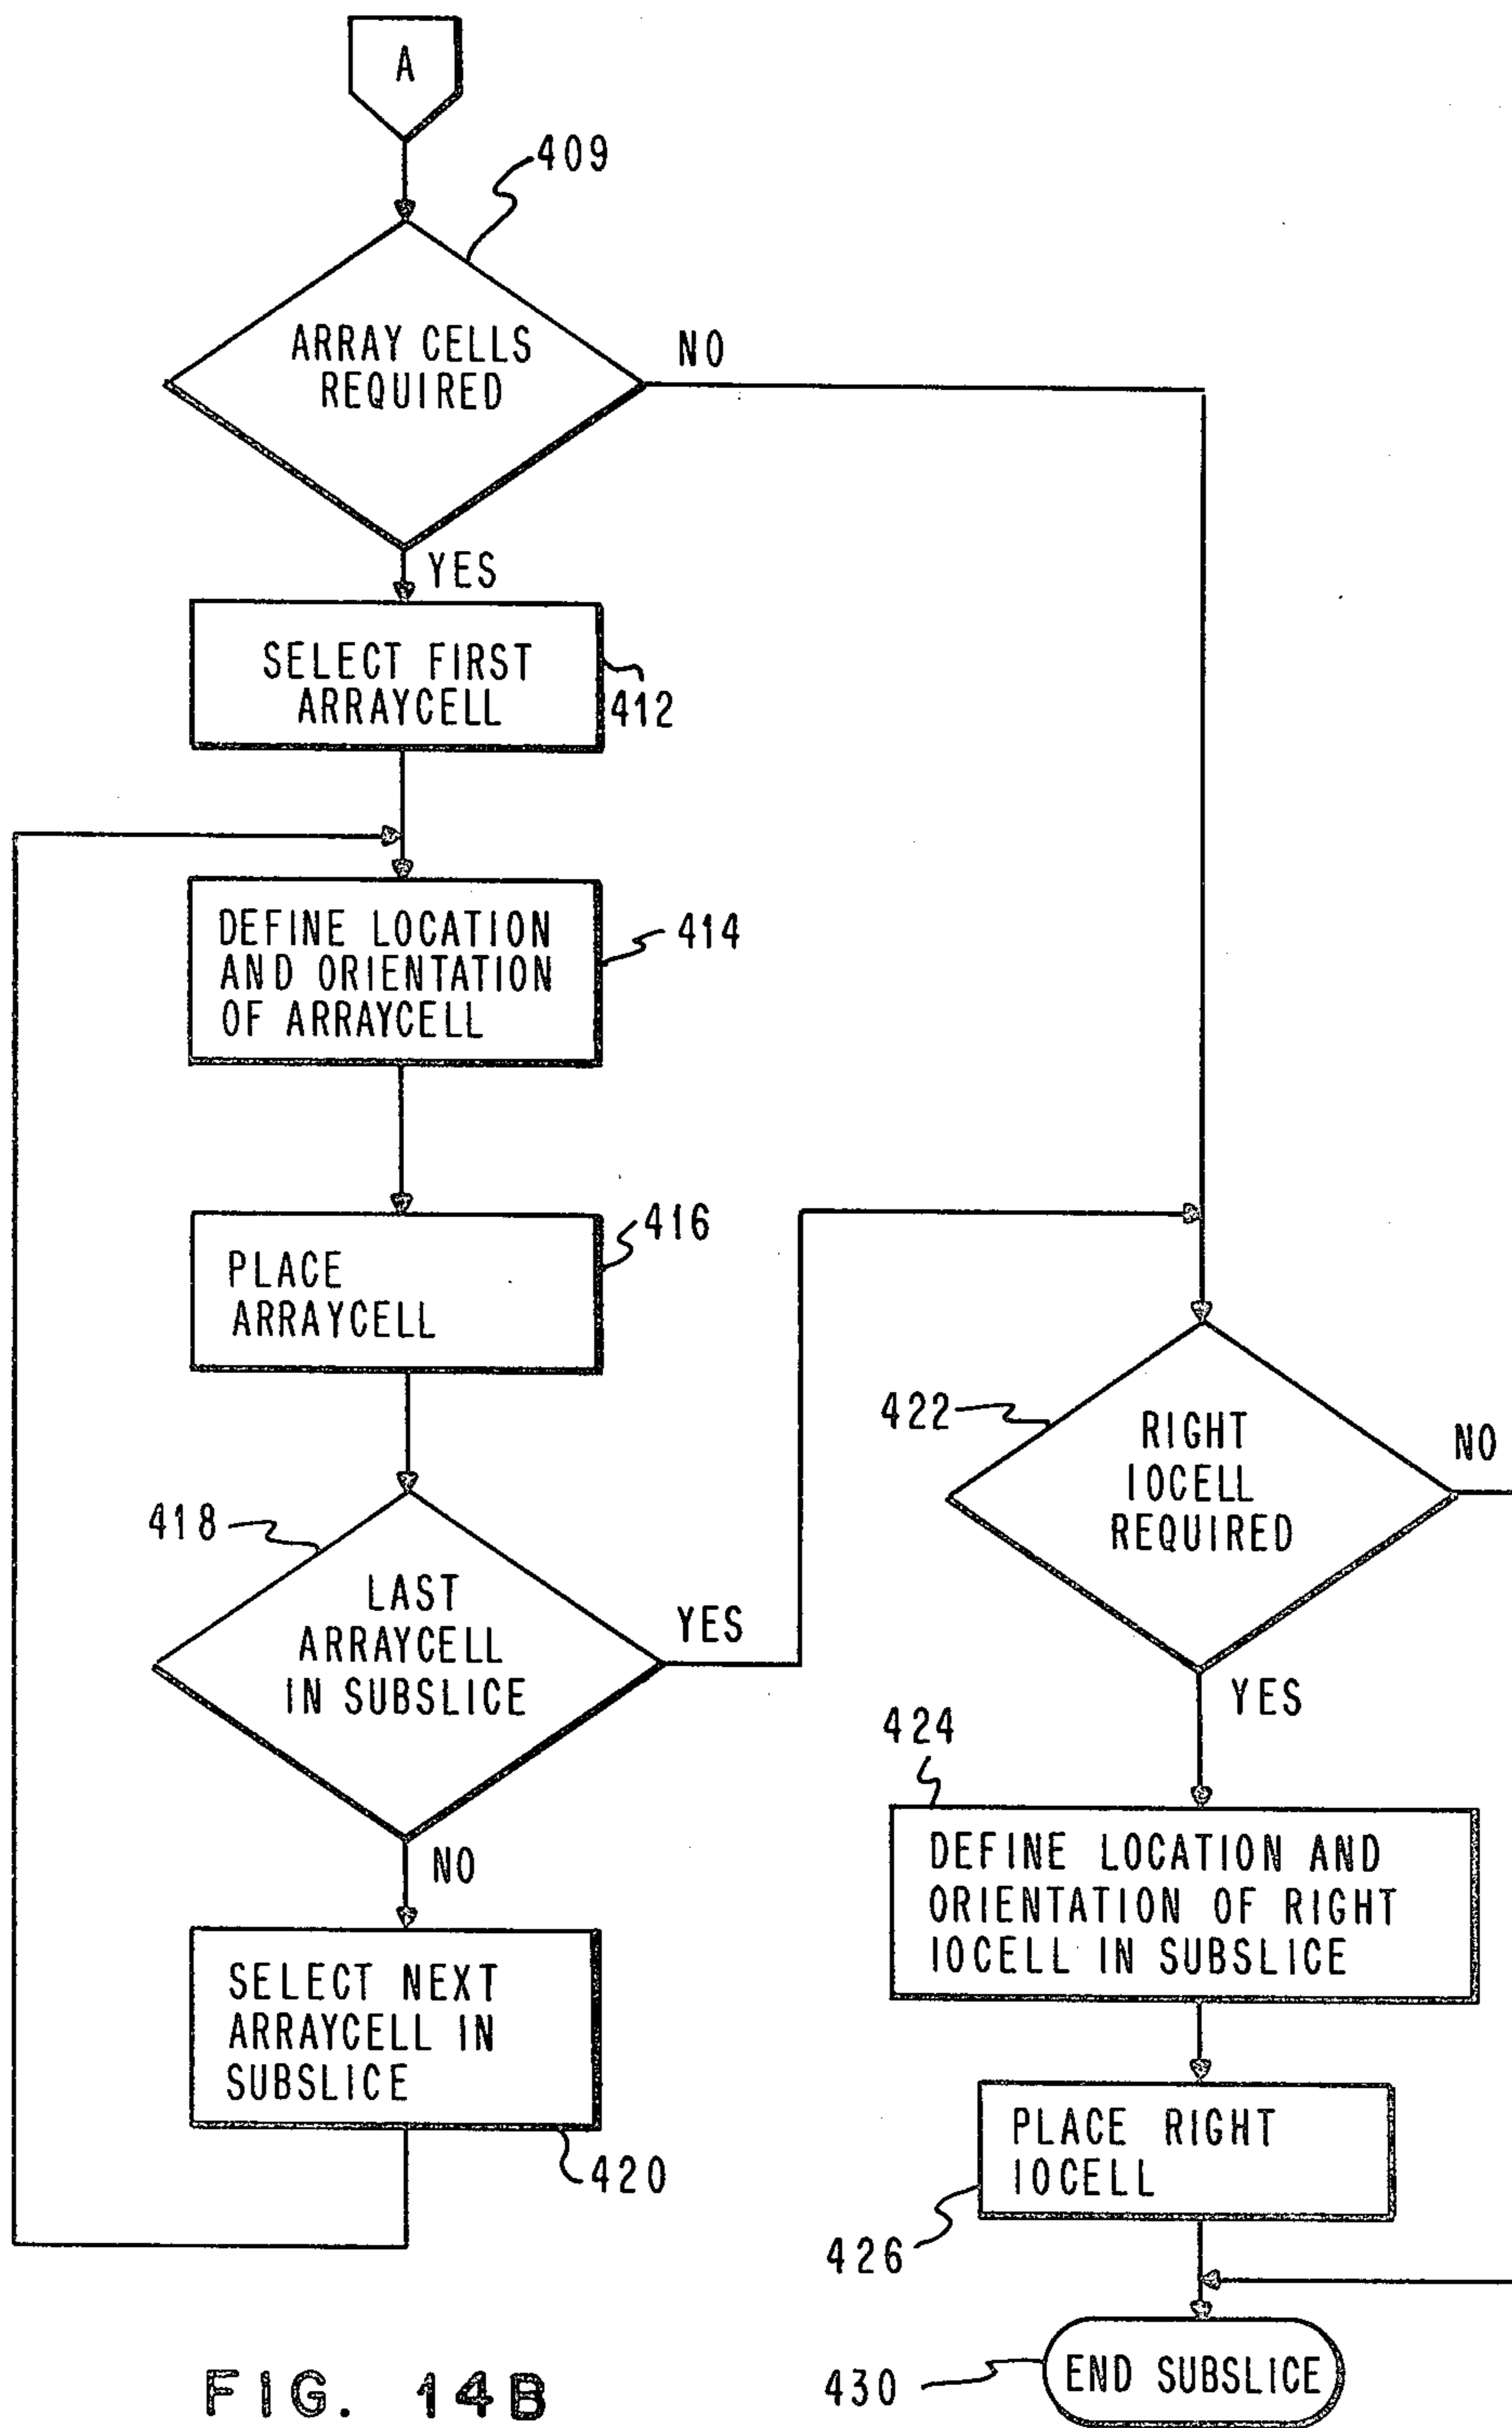 A
409
ARRAY CELLS
REQUIRED
NO
YES
SELECT FIRST
ARRAYCELL
412
DEFINE LOCATION
AND ORIENTATION
OF ARRAYCELL
414
PLACE
ARRAYCELL
416
418
LAST
ARRAYCELL
IN SUBSLICE
YES
NO
SELECT NEXT
ARRAYCELL IN
SUBSLICE
420
422
RIGHT
IOCELL
REQUIRED
NO
YES
424
DEFINE LOCATION AND
ORIENTATION OF RIGHT
IOCELL IN SUBSLICE
PLACE RIGHT
IOCELL
426
430
END SUBSLICE
FIG. 14B